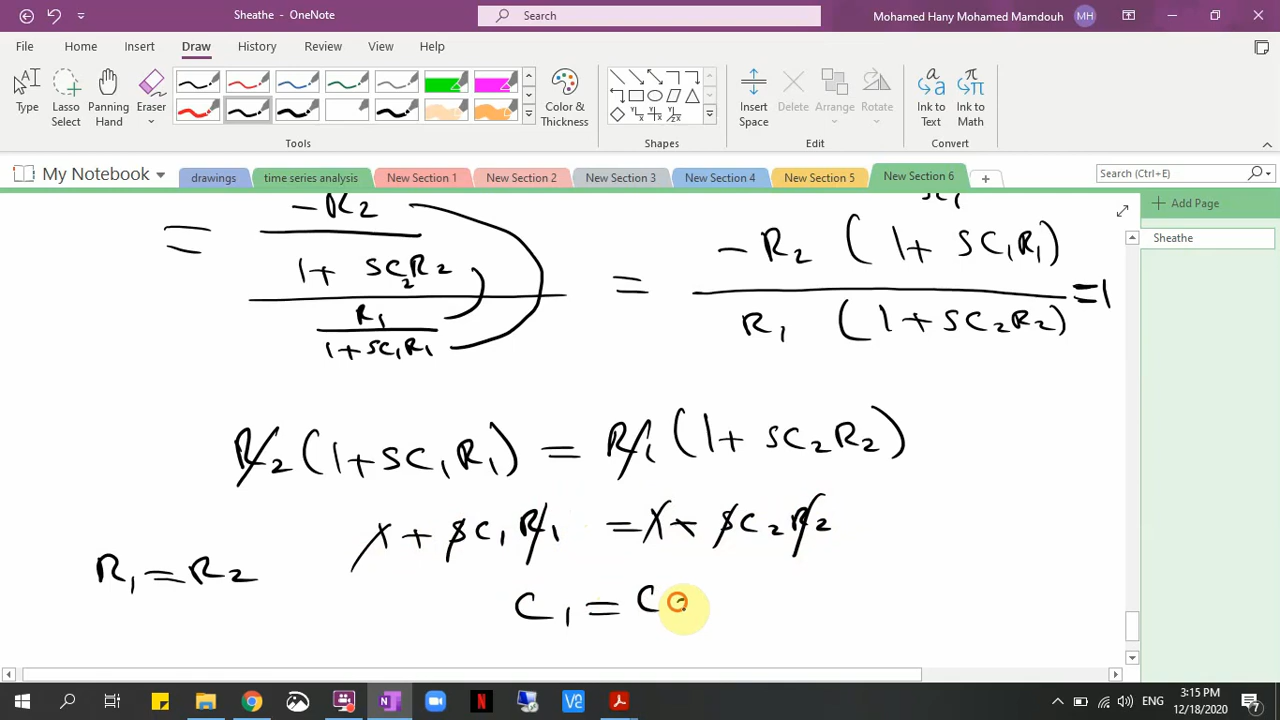 Sheathe - OneNote
Search
Mohamed Hany Mohamed Mamdouh MH
File Home Insert Draw History Review View Help
Type
Lasso Select
Panning Hand
Eraser
Color & Thickness
Insert Space
Delete
Arrange
Rotate
Ink to Text
Ink to Math
Tools Shapes Edit Convert
My Notebook drawings time series analysis New Section 1 New Section 2 New Section 3 New Section 4 New Section 5 New Section 6 Search (Ctrl+E)
Add Page
Sheathe
= -R2 / (1 + SC2R2) / R1 / (1+SC1R1) = -R2 (1 + SC1R1) / R1 (1 + SC2R2) = 1
R2 (1+SC1R1) = R1 (1+ SC2R2)
1 + SC1R1 = 1 + SC2R2
R1 = R2
C1 = C
ENG 3:15 PM
12/18/2020
7